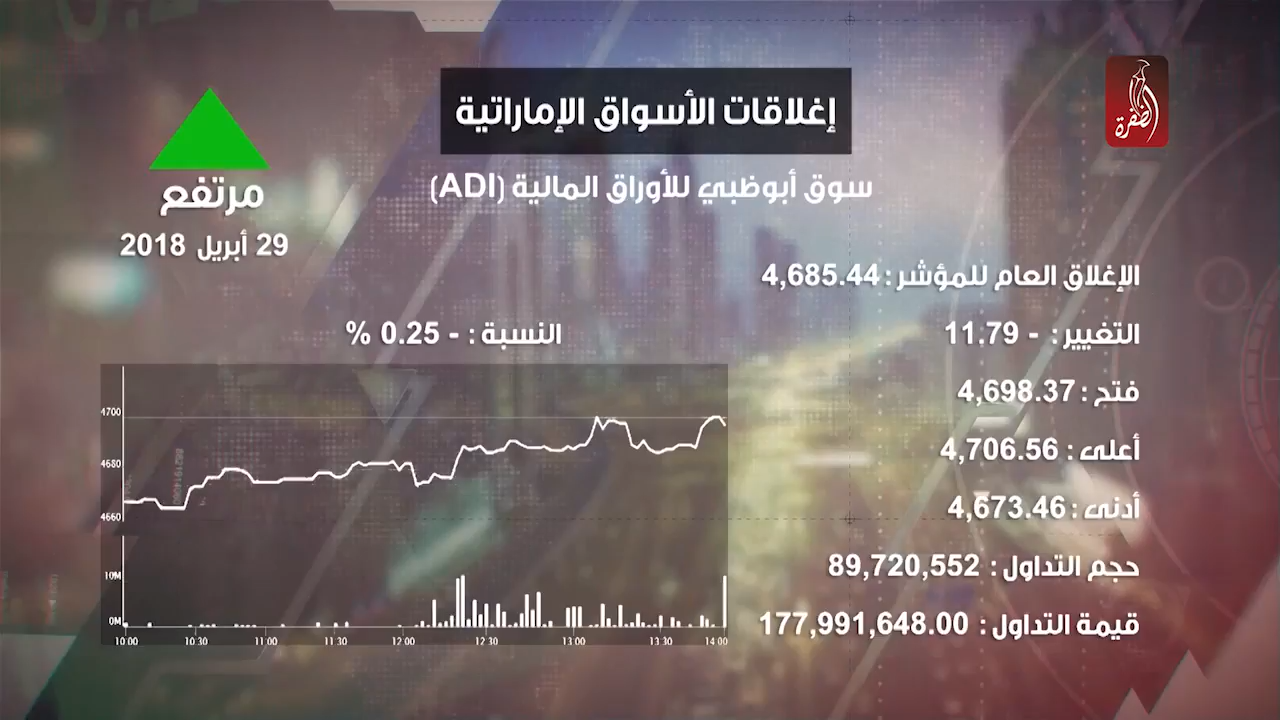 إغلاقات الأسواق الإماراتية
الظفرة
سوق أبوظبي للأوراق المالية (ADI)
مرتفع
29 أبريل 2018
الإغلاق العام للمؤشر : 4,685.44
التغيير : - 11.79
النسبة : - 0.25 %
فتح : 4,698.37
أعلى : 4,706.56
أدنى : 4,673.46
حجم التداول : 89,720,552
قيمة التداول : 177,991,648.00
4700
4680
4660
10M
0M
10:00 10:30 11:00 11:30 12:00 12:30 13:00 13:30 14:00